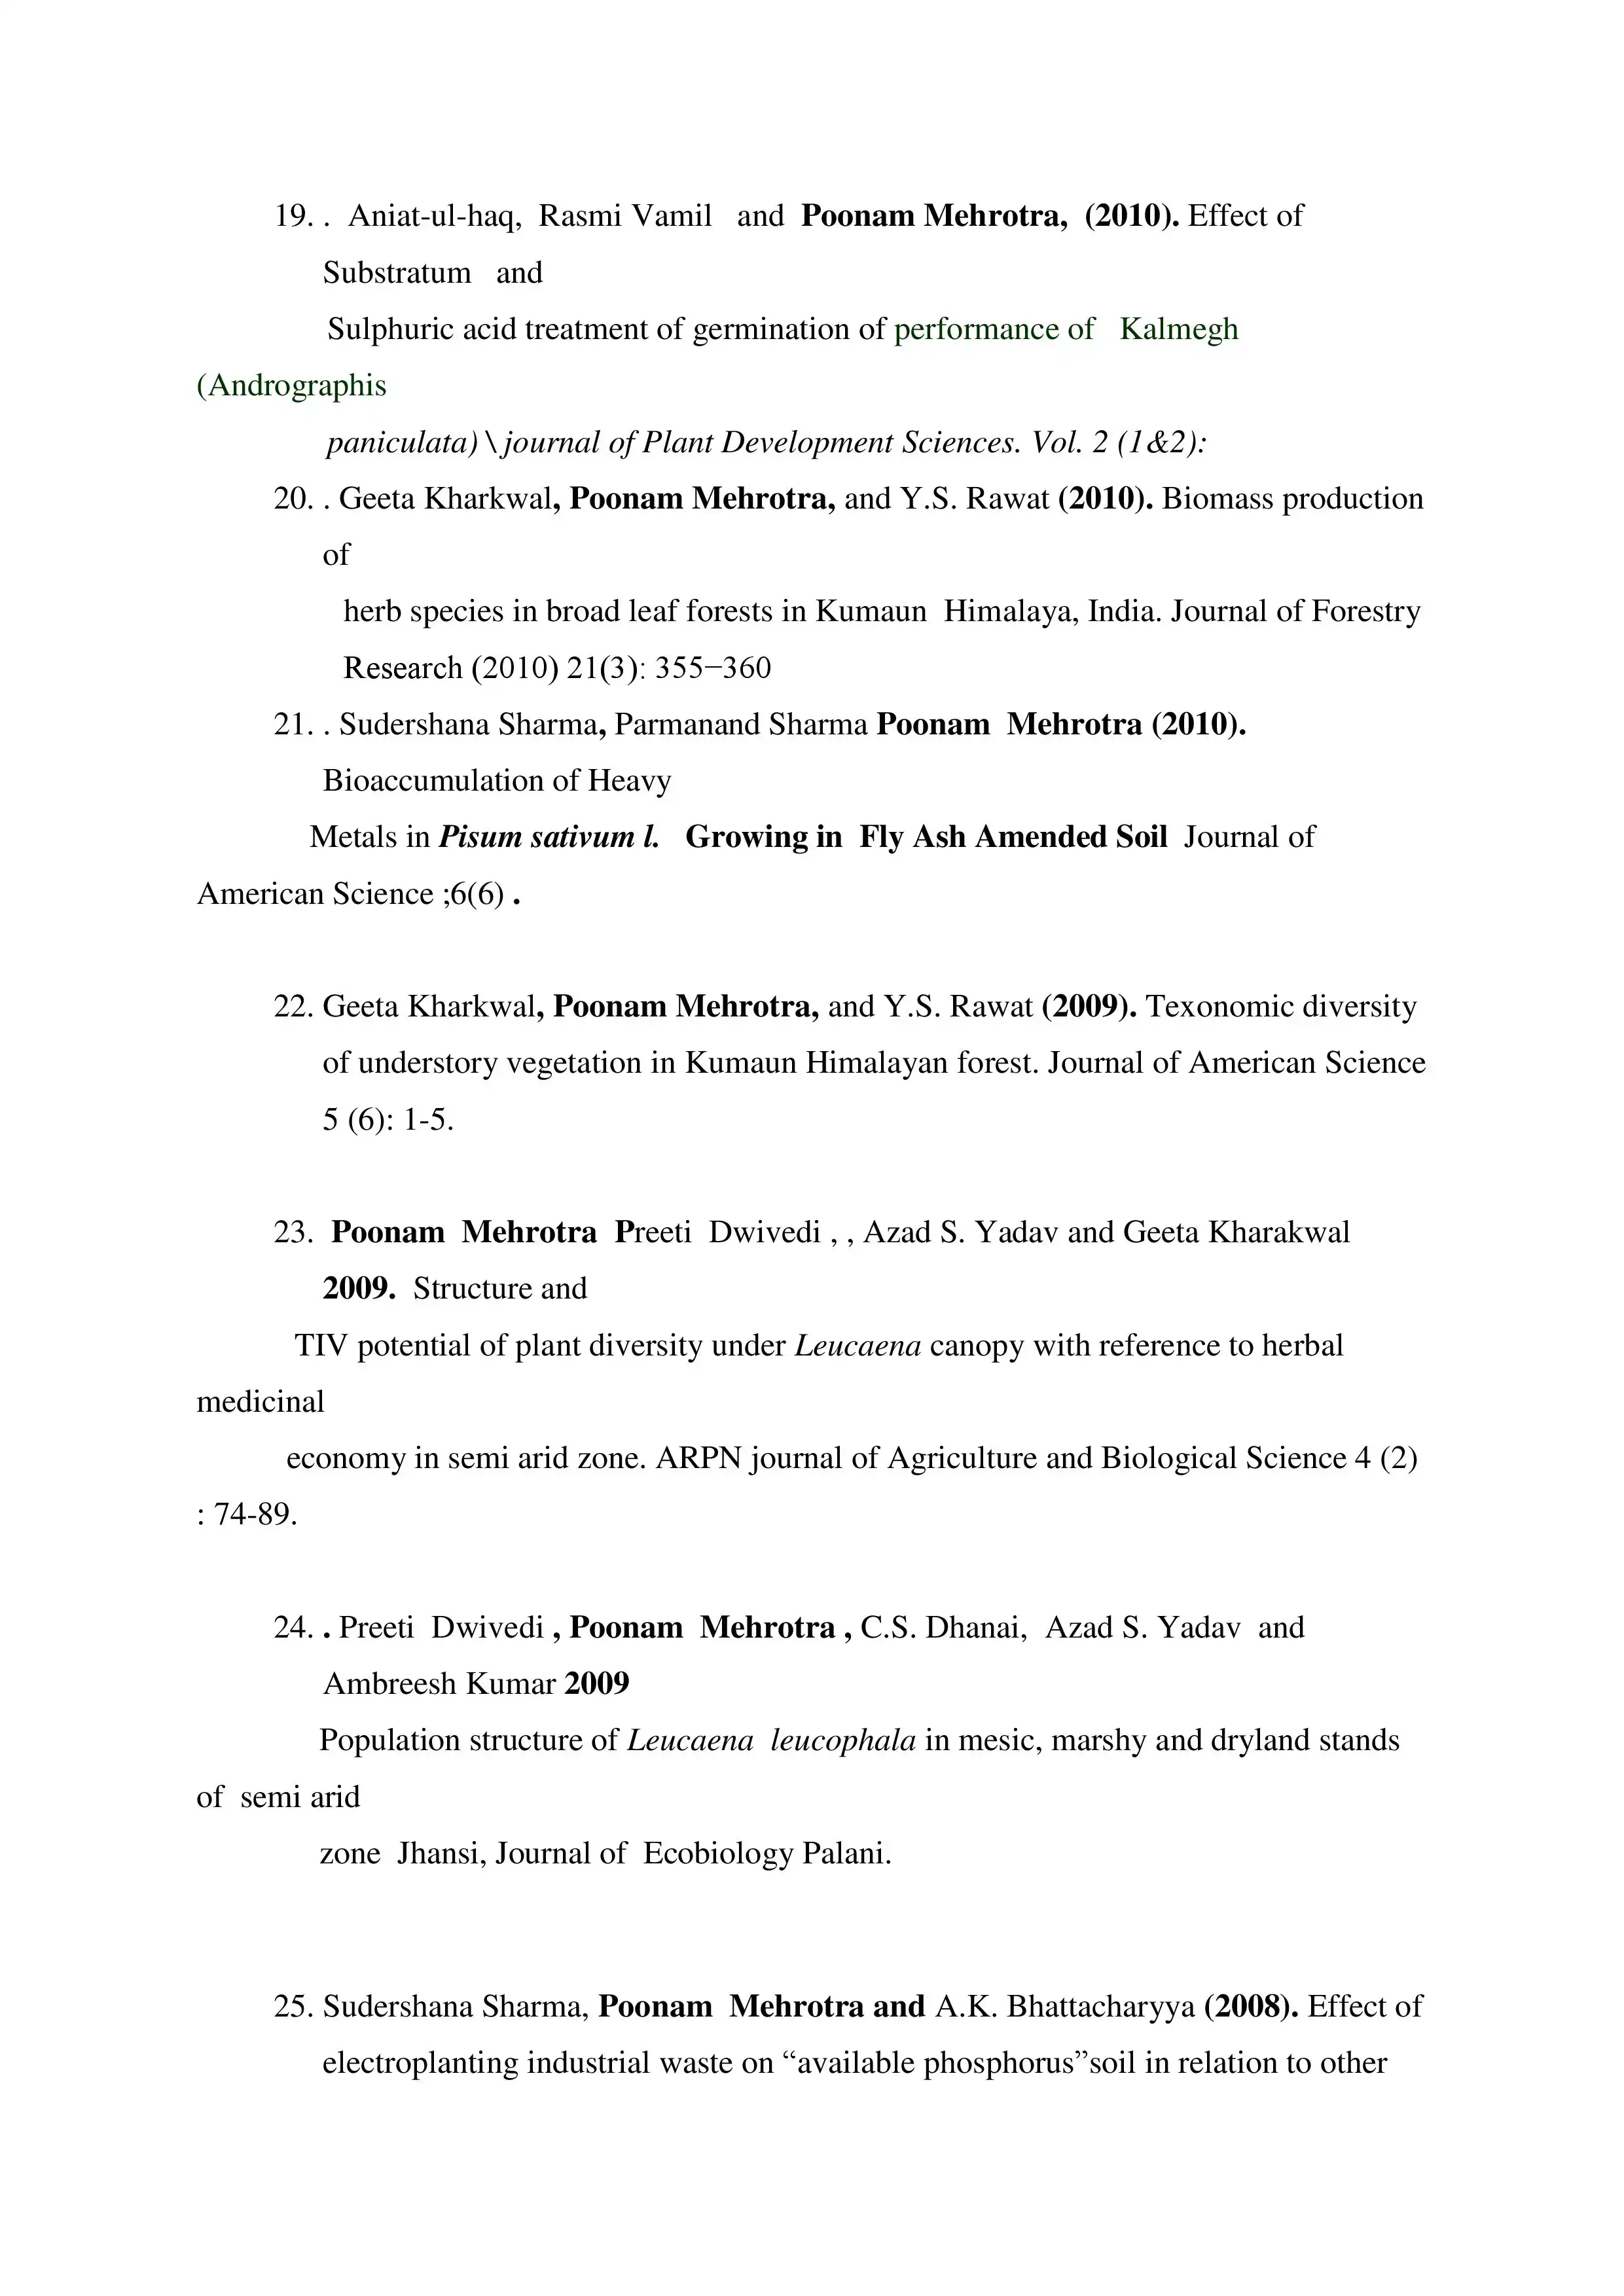 19. . Aniat-ul-haq, Rasmi Vamil and Poonam Mehrotra, (2010). Effect of
Substratum and
Sulphuric acid treatment of germination of performance of Kalmegh
(Andrographis
paniculata) \ journal of Plant Development Sciences. Vol. 2 (1&2):
20. . Geeta Kharkwal, Poonam Mehrotra, and Y.S. Rawat (2010). Biomass production
of
herb species in broad leaf forests in Kumaun Himalaya, India. Journal of Forestry
Research (2010) 21(3): 355−360
21. . Sudershana Sharma, Parmanand Sharma Poonam Mehrotra (2010).
Bioaccumulation of Heavy
Metals in Pisum sativum l. Growing in Fly Ash Amended Soil Journal of
American Science ;6(6) .
22. Geeta Kharkwal, Poonam Mehrotra, and Y.S. Rawat (2009). Texonomic diversity
of understory vegetation in Kumaun Himalayan forest. Journal of American Science
5 (6): 1-5.
23. Poonam Mehrotra Preeti Dwivedi , , Azad S. Yadav and Geeta Kharakwal
2009. Structure and
TIV potential of plant diversity under Leucaena canopy with reference to herbal
medicinal
economy in semi arid zone. ARPN journal of Agriculture and Biological Science 4 (2)
: 74-89.
24. . Preeti Dwivedi , Poonam Mehrotra , C.S. Dhanai, Azad S. Yadav and
Ambreesh Kumar 2009
Population structure of Leucaena leucophala in mesic, marshy and dryland stands
of semi arid
zone Jhansi, Journal of Ecobiology Palani.
25. Sudershana Sharma, Poonam Mehrotra and A.K. Bhattacharyya (2008). Effect of
electroplanting industrial waste on “available phosphorus”soil in relation to other